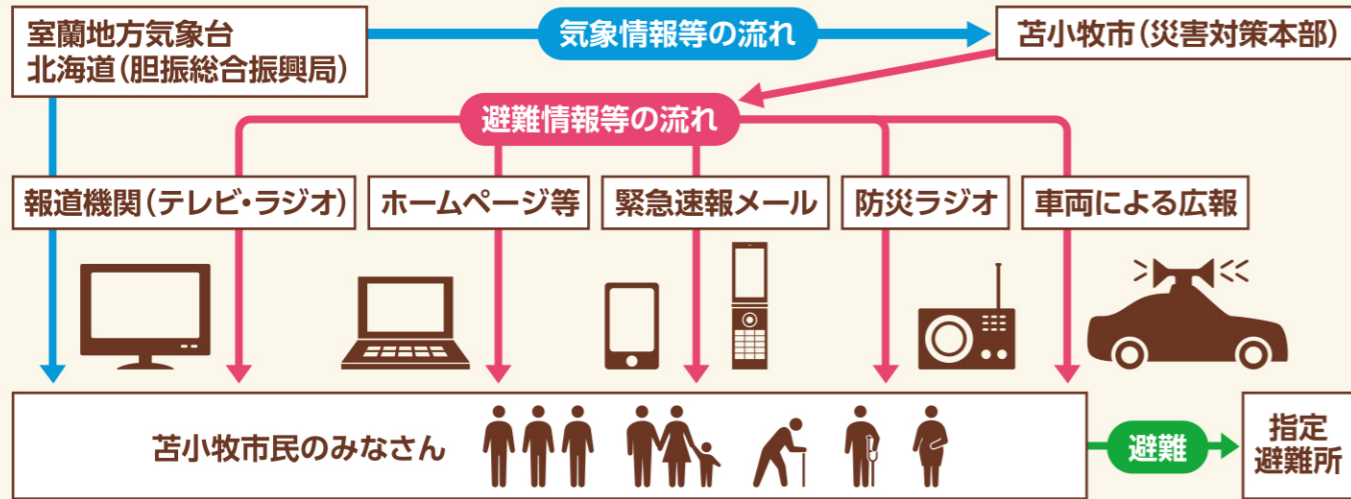 室蘭地方気象台
北海道(胆振総合振興局)
気象情報等の流れ
苫小牧市(災害対策本部)
避難情報等の流れ
報道機関(テレビ・ラジオ)
ホームページ等
緊急速報メール
防災ラジオ
車両による広報
苫小牧市民のみなさん
避難
指定
避難所